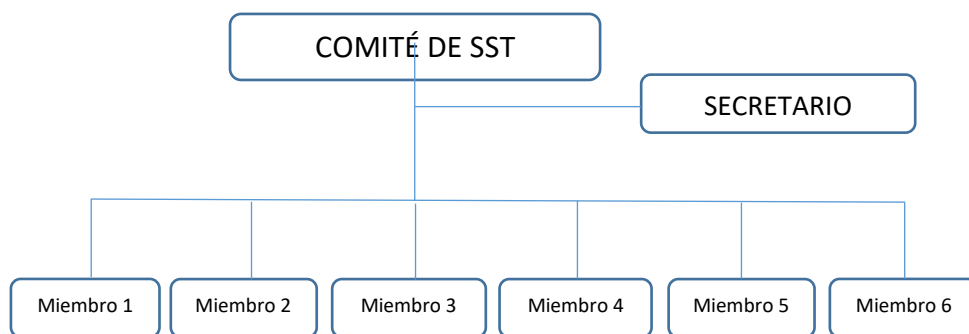 COMITÉ DE SST
SECRETARIO
Miembro 1
Miembro 2
Miembro 3
Miembro 4
Miembro 5
Miembro 6